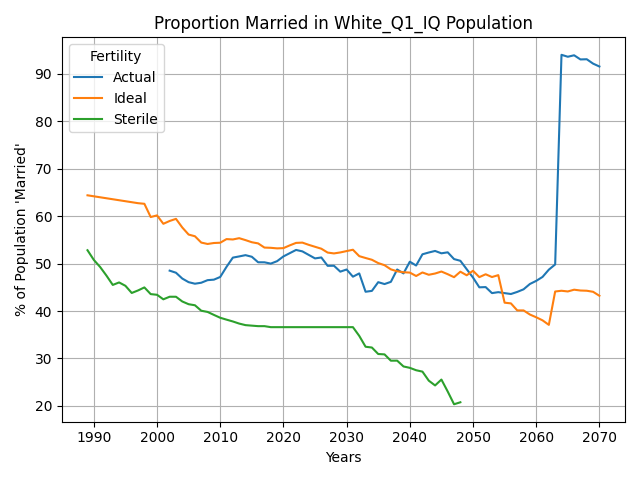 Proportion Married in White_Q1_IQ Population
Fertility
Actual
Ideal
Sterile
% of Population 'Married'
90
80
70
60
50
40
30
20
1990 2000 2010 2020 2030 2040 2050 2060 2070
Years